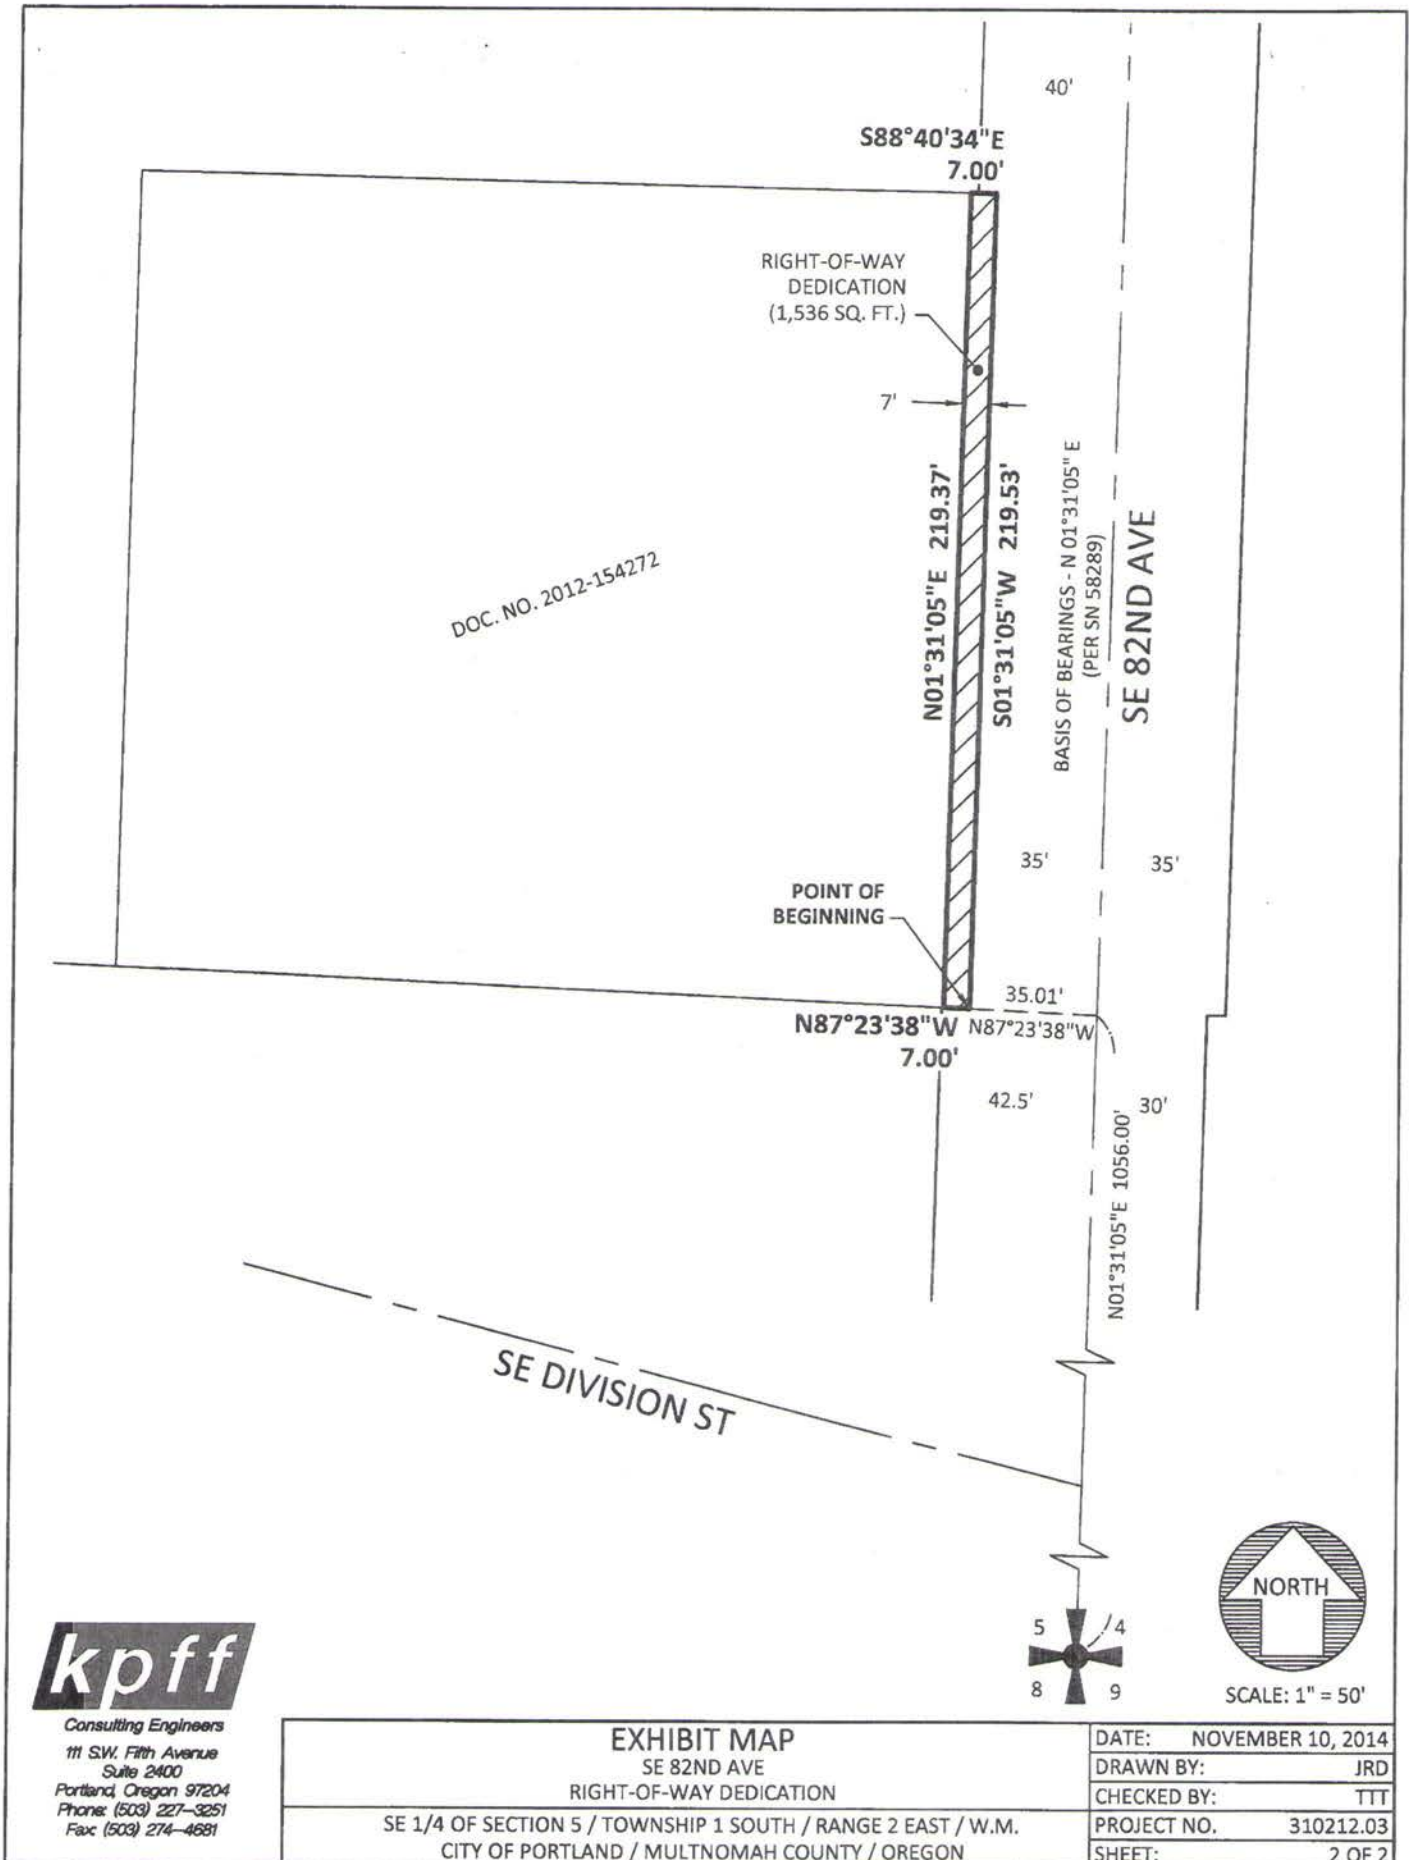 40'
S88°40'34"E
7.00'
RIGHT-OF-WAY
DEDICATION
(1,536 SQ. FT.)
7'
N01°31'05"E 219.37'
S01°31'05"W 219.53'
BASIS OF BEARINGS - N 01°31'05" E
(PER SN 58289)
SE 82ND AVE
DOC. NO. 2012-154272
35'
35'
POINT OF
BEGINNING
35.01'
N87°23'38"W
N87°23'38"W
7.00'
42.5'
30'
N01°31'05"E 1056.00'
SE DIVISION ST
NORTH
5
4
8
9
SCALE: 1" = 50'
kpff
Consulting Engineers
111 S.W. Fifth Avenue
Suite 2400
Portland, Oregon 97204
Phone: (503) 227-3251
Fax: (503) 274-4681
EXHIBIT MAP
SE 82ND AVE
RIGHT-OF-WAY DEDICATION
SE 1/4 OF SECTION 5 / TOWNSHIP 1 SOUTH / RANGE 2 EAST / W.M.
CITY OF PORTLAND / MULTNOMAH COUNTY / OREGON
DATE: NOVEMBER 10, 2014
DRAWN BY: JRD
CHECKED BY: TTT
PROJECT NO. 310212.03
SHEET: 2 OF 2